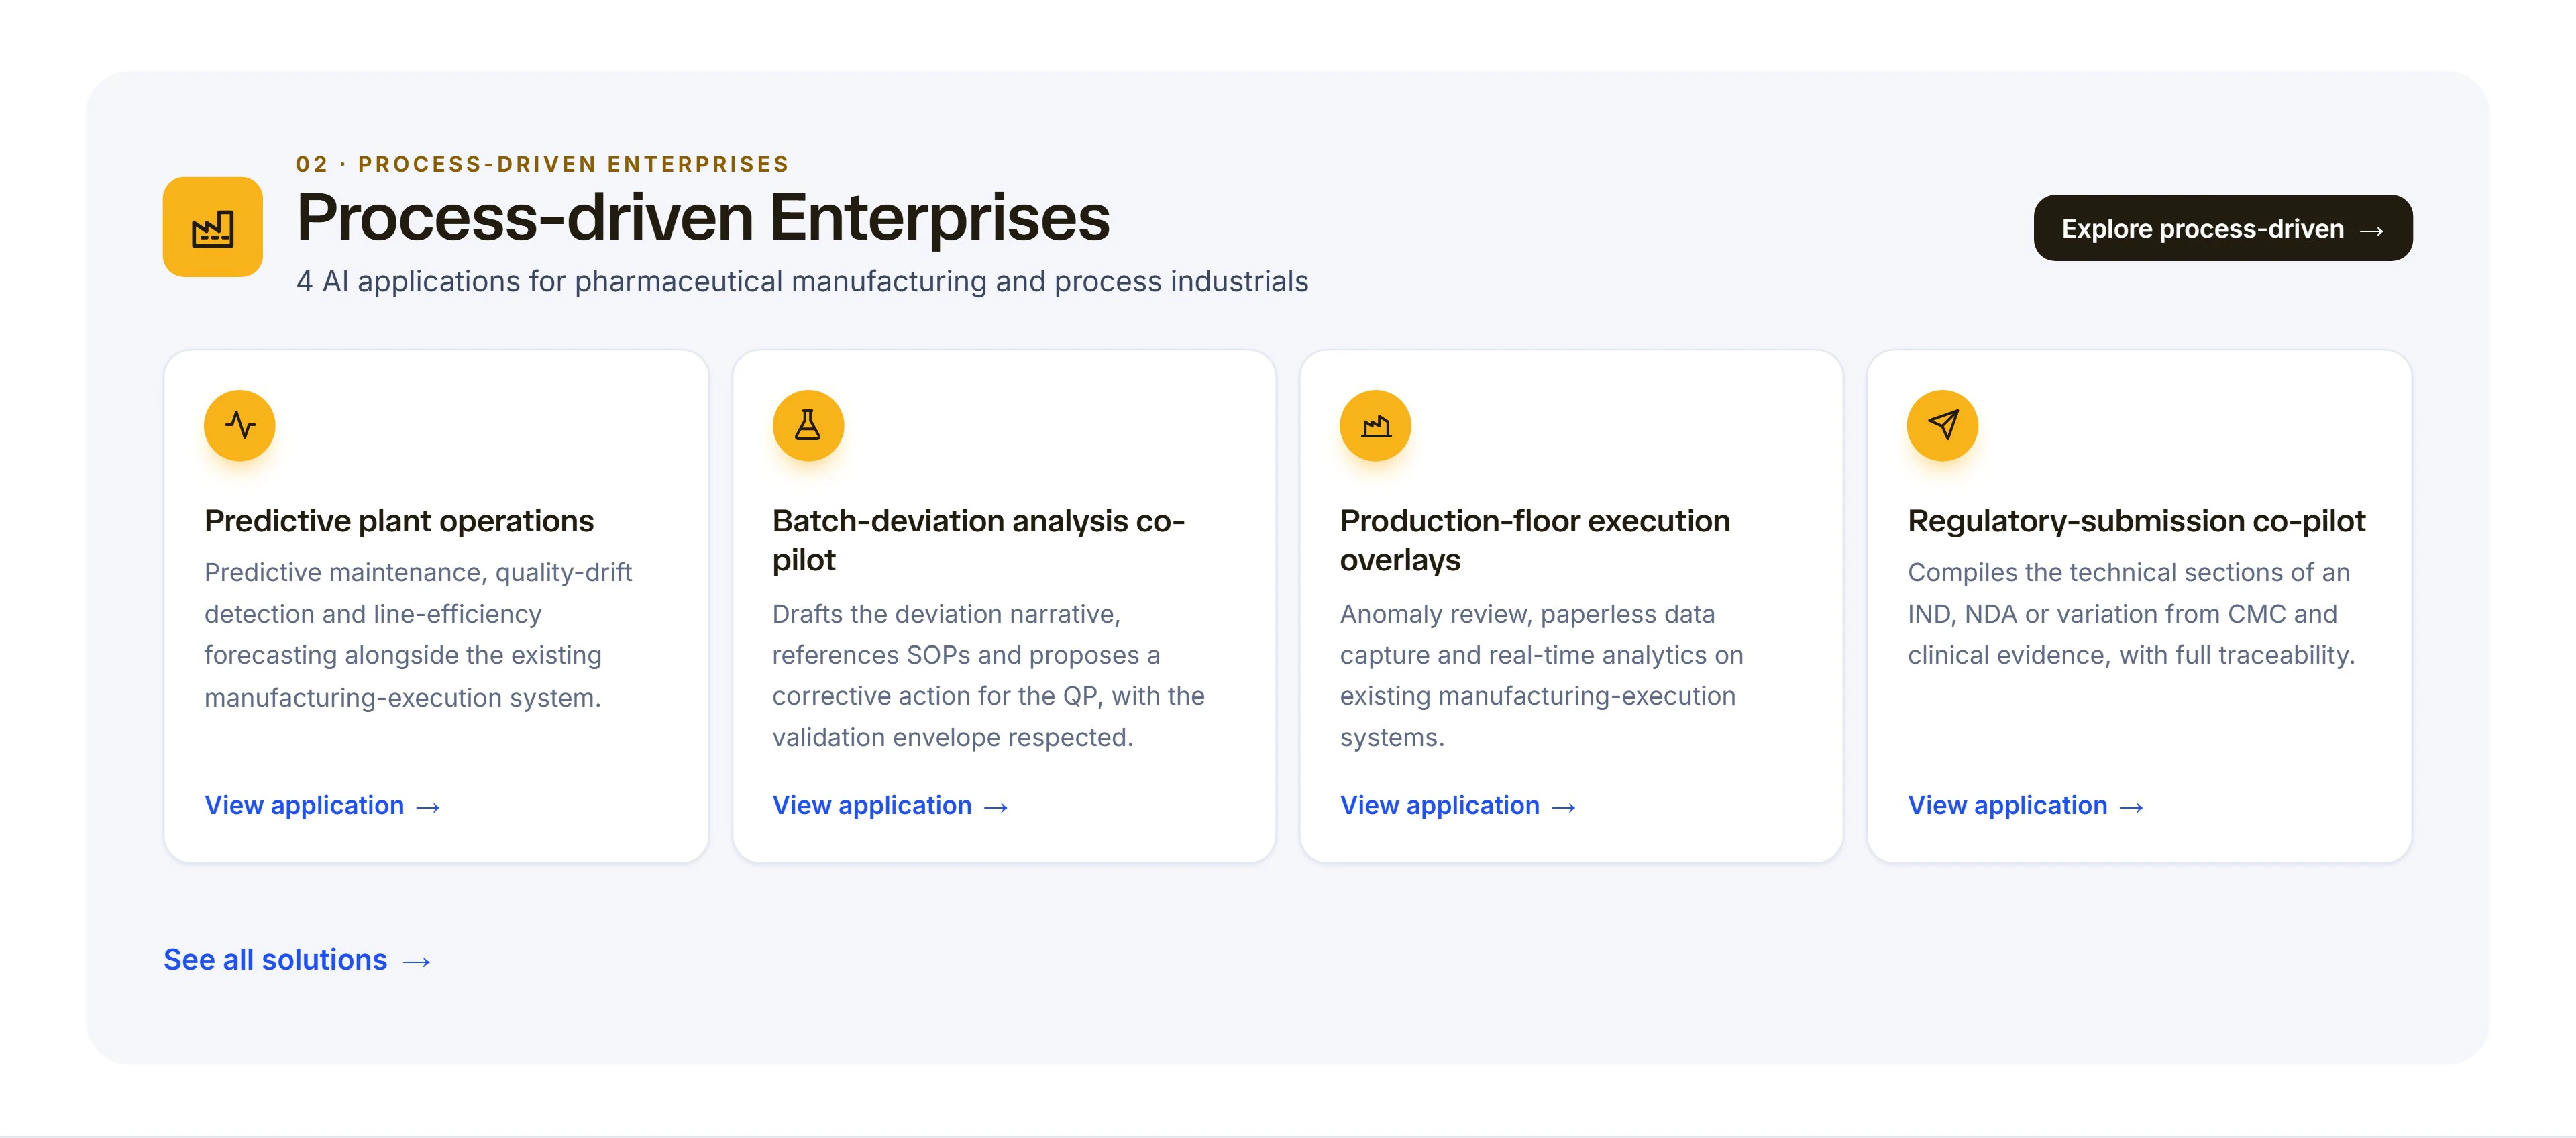 02 · PROCESS-DRIVEN ENTERPRISES
Process-driven Enterprises
4 AI applications for pharmaceutical manufacturing and process industrials
Explore process-driven →
Predictive plant operations
Predictive maintenance, quality-drift
detection and line-efficiency
forecasting alongside the existing
manufacturing-execution system.
View application →
Batch-deviation analysis co-
pilot
Drafts the deviation narrative,
references SOPs and proposes a
corrective action for the QP, with the
validation envelope respected.
View application →
Production-floor execution
overlays
Anomaly review, paperless data
capture and real-time analytics on
existing manufacturing-execution
systems.
View application →
Regulatory-submission co-pilot
Compiles the technical sections of an
IND, NDA or variation from CMC and
clinical evidence, with full traceability.
View application →
See all solutions →